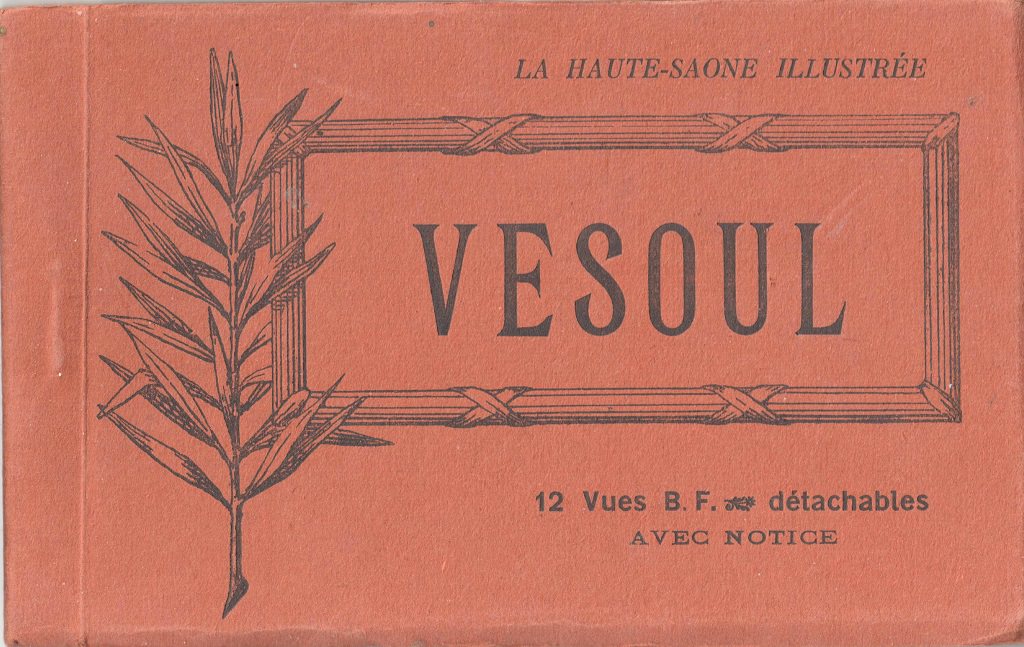 LA HAUTE-SAONE ILLUSTRÉE
VESOUL
12 Vues B. F. détachables
AVEC NOTICE